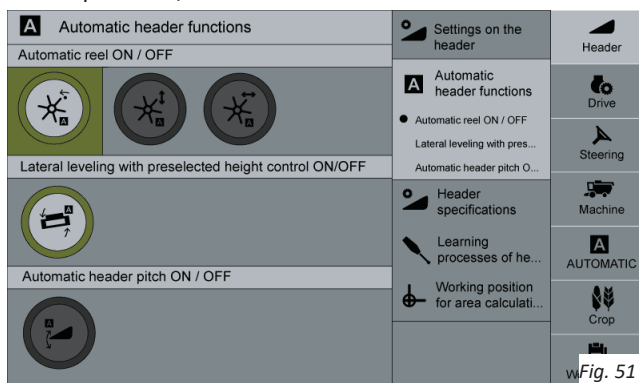 A Automatic header functions
Automatic reel ON / OFF
A
A
A
Lateral leveling with preselected height control ON/OFF
A
Automatic header pitch ON / OFF
A
Settings on the
header
A Automatic
header functions
Automatic reel ON / OFF
Lateral leveling with pres...
Automatic header pitch O...
Header
specifications
Learning
processes of he...
Working position
for area calculati...
Header
Drive
Steering
Machine
A
AUTOMATIC
Crop
Fig. 51